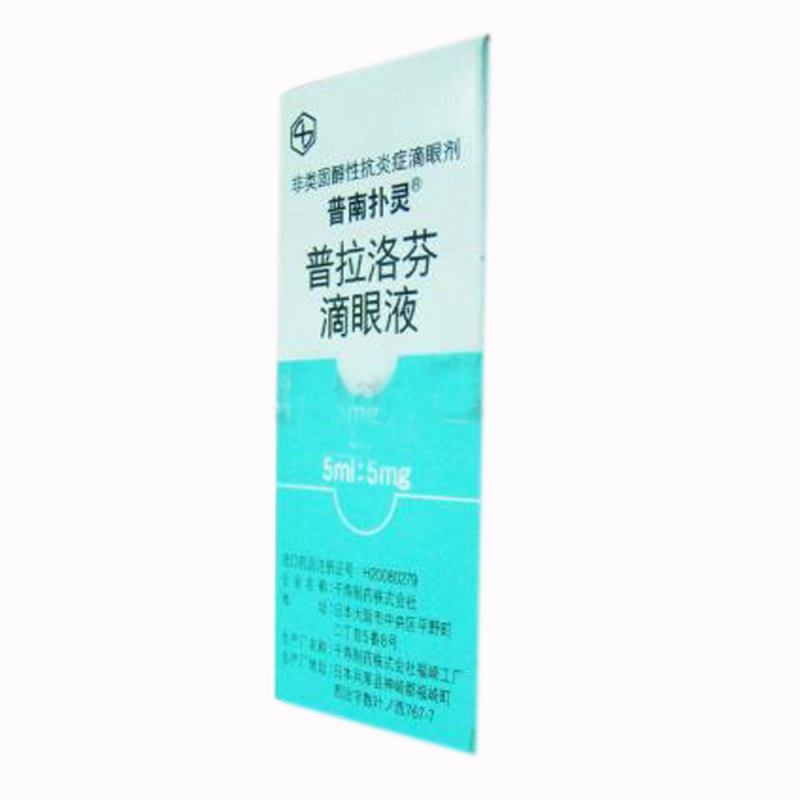 非类固醇性抗炎症滴眼剂
普南扑灵®
普拉洛芬
滴眼液
5mg
5ml:5mg
进口药品注册证号:H20080279
企业名称:千寿制药株式会社
地 址:日本大阪市中央区平野町
二丁目5番8号
生产厂名称:千寿制药株式会社福崎工厂
生产厂地址:日本兵库县神崎郡福崎町
西治字数叶ノ西767-7